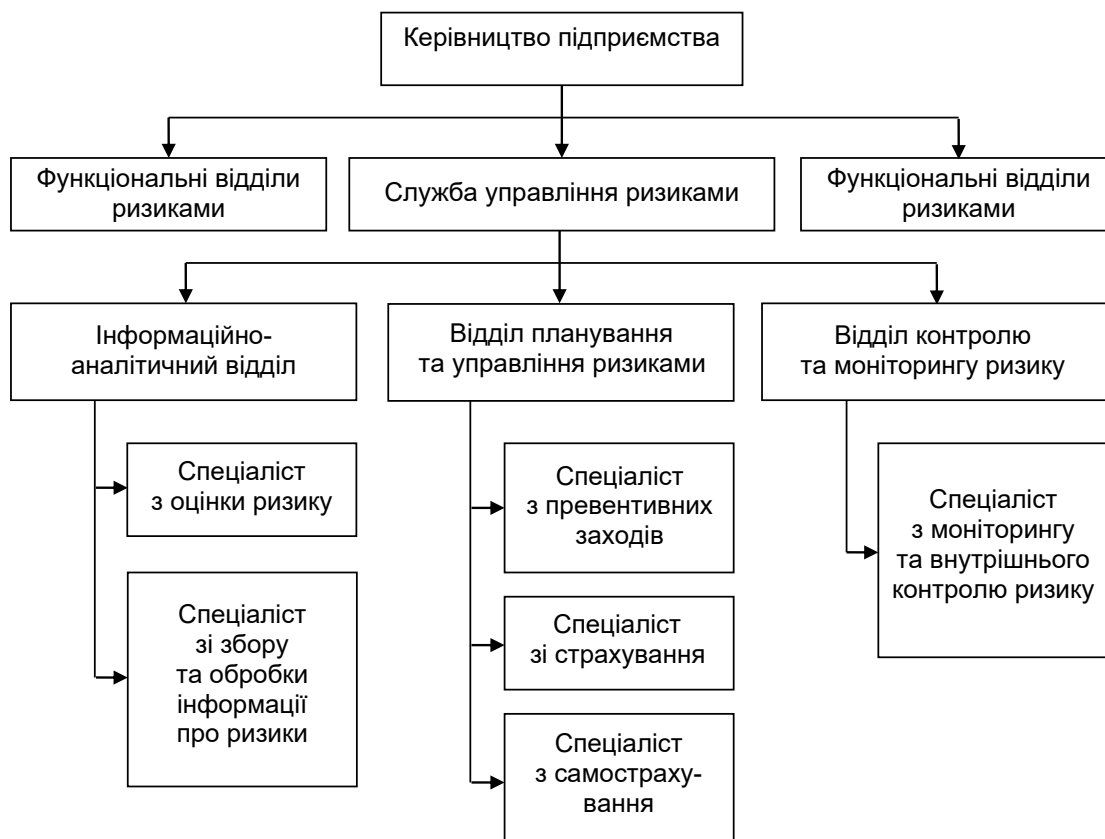 Керівництво підприємства
Функціональні відділи
ризиками
Служба управління ризиками
Функціональні відділи
ризиками
Інформаційно-
аналітичний відділ
Відділ планування
та управління ризиками
Відділ контролю
та моніторингу ризику
Спеціаліст
з оцінки ризику
Спеціаліст
зі збору
та обробки
інформації
про ризики
Спеціаліст
з превентивних
заходів
Спеціаліст
зі страхування
Спеціаліст
з самостраху-
вання
Спеціаліст
з моніторингу
та внутрішнього
контролю ризику